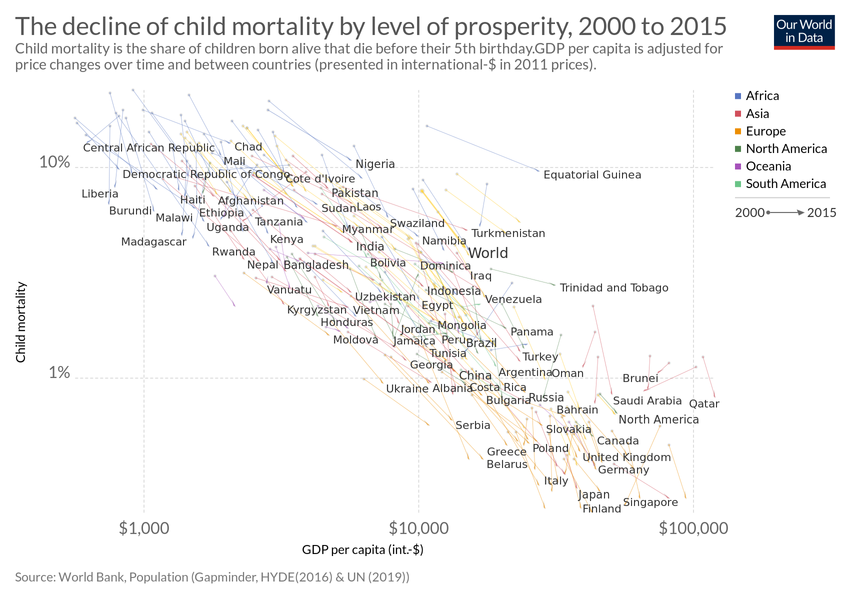 The decline of child mortality by level of prosperity, 2000 to 2015
Our World
in Data
Child mortality is the share of children born alive that die before their 5th birthday.GDP per capita is adjusted for
price changes over time and between countries (presented in international-$ in 2011 prices).
Africa
Asia
Europe
North America
Oceania
South America
2000 2015
10%
1%
Child mortality
Central African Republic
Chad
Mali
Nigeria
Democratic Republic of Congo
Cote d'Ivoire
Equatorial Guinea
Liberia
Haiti
Afghanistan
Pakistan
Burundi
Malawi
Ethiopia
Sudan
Laos
Uganda
Tanzania
Myanmar
Swaziland
Turkmenistan
Madagascar
Rwanda
Kenya
India
Namibia
World
Nepal
Bangladesh
Bolivia
Dominica
Iraq
Vanuatu
Uzbekistan
Indonesia
Venezuela
Trinidad and Tobago
Kyrgyzstan
Vietnam
Egypt
Honduras
Jordan
Mongolia
Panama
Moldova
Jamaica
Peru
Brazil
Tunisia
Turkey
Georgia
China
Argentina
Oman
Brunei
Ukraine
Albania
Costa Rica
Bulgaria
Russia
Bahrain
Saudi Arabia
Qatar
North America
Serbia
Slovakia
Canada
Greece
Poland
United Kingdom
Belarus
Germany
Italy
Japan
Finland
Singapore
$1,000
$10,000
$100,000
GDP per capita (int.-$)
Source: World Bank, Population (Gapminder, HYDE(2016) & UN (2019))